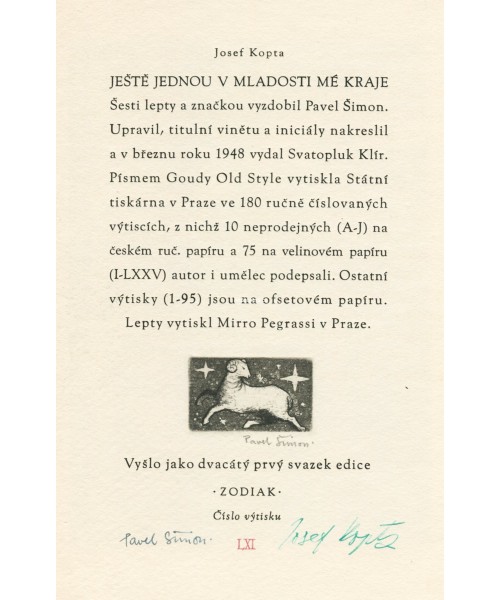 Josef Kopta
JEŠTĚ JEDNOU V MLADOSTI MÉ KRAJE
Šesti lepty a značkou vyzdobil Pavel Šimon.
Upravil, titulní vinětu a iniciály nakreslil
a v březnu roku 1948 vydal Svatopluk Klír.
Písmem Goudy Old Style vytiskla Státní
tiskárna v Praze ve 180 ručně číslovaných
výtiscích, z nichž 10 neprodejných (A-J) na
českém ruč. papíru a 75 na velinovém papíru
(I-LXXV) autor i umělec podepsali. Ostatní
výtisky (1-95) jsou na ofsetovém papíru.
Lepty vytiskl Mirro Pegrassi v Praze.
Pavel Šimon.
Vyšlo jako dvacátý prvý svazek edice
· ZODIAK ·
Číslo výtisku
Pavel Šimon. LXI Josef Kopta